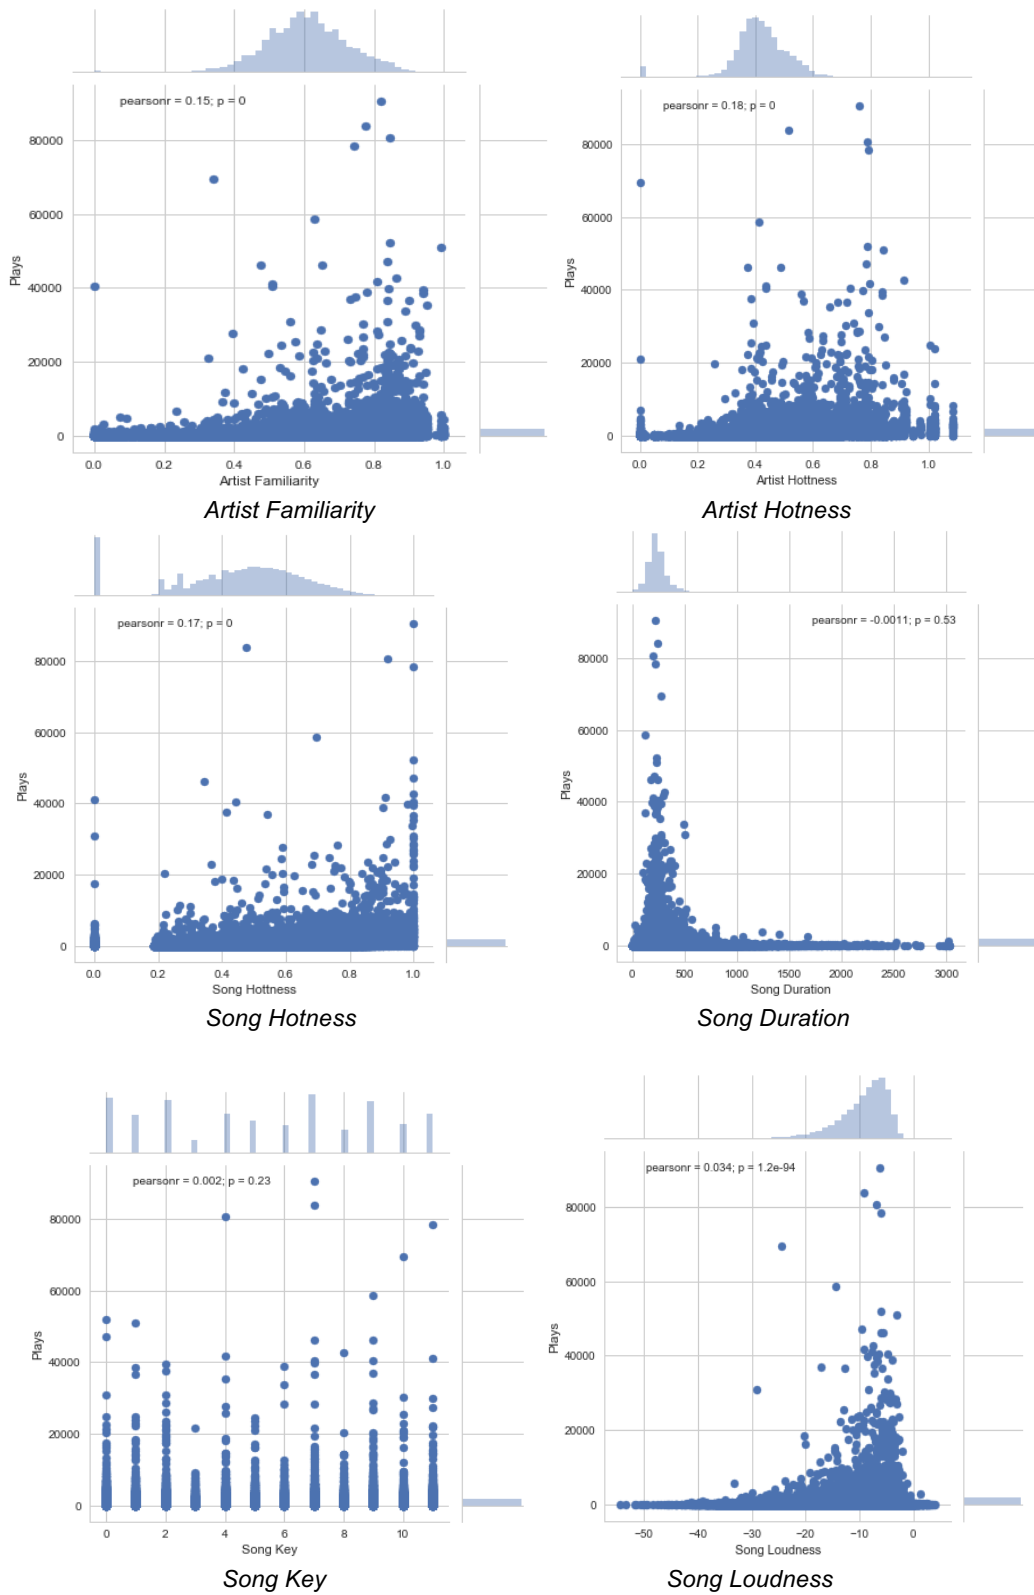 pearsonr = 0.15; p = 0
80000
60000
40000
20000
0
Plays
0.0 0.2 0.4 0.6 0.8 1.0
Artist Familiarity
Artist Familiarity
pearsonr = 0.18; p = 0
80000
60000
40000
20000
0
Plays
0.0 0.2 0.4 0.6 0.8 1.0
Artist Hottness
Artist Hotness
pearsonr = 0.17; p = 0
80000
60000
40000
20000
0
Plays
0.0 0.2 0.4 0.6 0.8 1.0
Song Hottness
Song Hotness
pearsonr = -0.0011; p = 0.53
80000
60000
40000
20000
0
Plays
0 500 1000 1500 2000 2500 3000
Song Duration
Song Duration
pearsonr = 0.002; p = 0.23
80000
60000
40000
20000
0
Plays
0 2 4 6 8 10
Song Key
Song Key
pearsonr = 0.034; p = 1.2e-94
80000
60000
40000
20000
0
Plays
−50 −40 −30 −20 −10 0
Song Loudness
Song Loudness